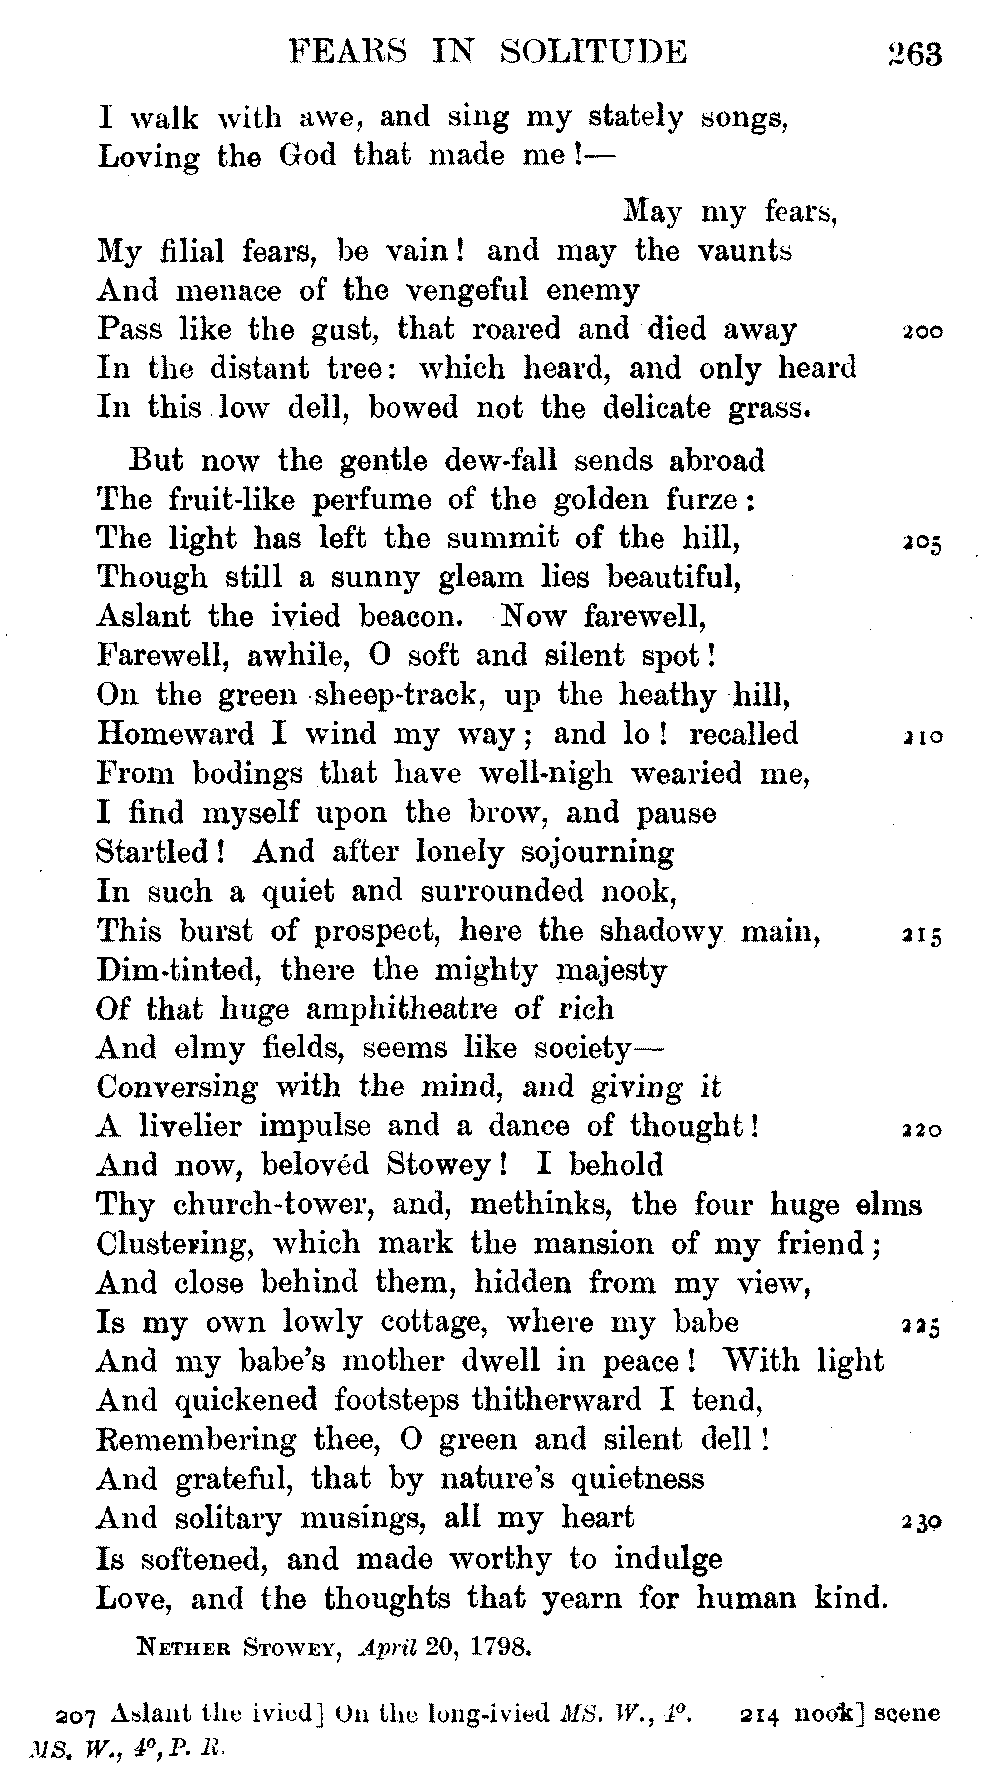 FEARS IN SOLITUDE 263
I walk with awe, and sing my stately songs,
Loving the God that made me!—
May my fears,
My filial fears, be vain! and may the vaunts
And menace of the vengeful enemy
Pass like the gust, that roared and died away 200
In the distant tree: which heard, and only heard
In this low dell, bowed not the delicate grass.
But now the gentle dew-fall sends abroad
The fruit-like perfume of the golden furze:
The light has left the summit of the hill, 205
Though still a sunny gleam lies beautiful,
Aslant the ivied beacon. Now farewell,
Farewell, awhile, O soft and silent spot!
On the green sheep-track, up the heathy hill,
Homeward I wind my way; and lo! recalled 210
From bodings that have well-nigh wearied me,
I find myself upon the brow, and pause
Startled! And after lonely sojourning
In such a quiet and surrounded nook,
This burst of prospect, here the shadowy main, 215
Dim-tinted, there the mighty majesty
Of that huge amphitheatre of rich
And elmy fields, seems like society—
Conversing with the mind, and giving it
A livelier impulse and a dance of thought! 220
And now, belovéd Stowey! I behold
Thy church-tower, and, methinks, the four huge elms
Clustering, which mark the mansion of my friend;
And close behind them, hidden from my view,
Is my own lowly cottage, where my babe 225
And my babe's mother dwell in peace! With light
And quickened footsteps thitherward I tend,
Remembering thee, O green and silent dell!
And grateful, that by nature's quietness
And solitary musings, all my heart 230
Is softened, and made worthy to indulge
Love, and the thoughts that yearn for human kind.
NETHER STOWEY, April 20, 1798.
207 Aslant the ivied] On the long-ivied MS. W., 4º. 214 nook] scene
MS. W., 4º, P. R.